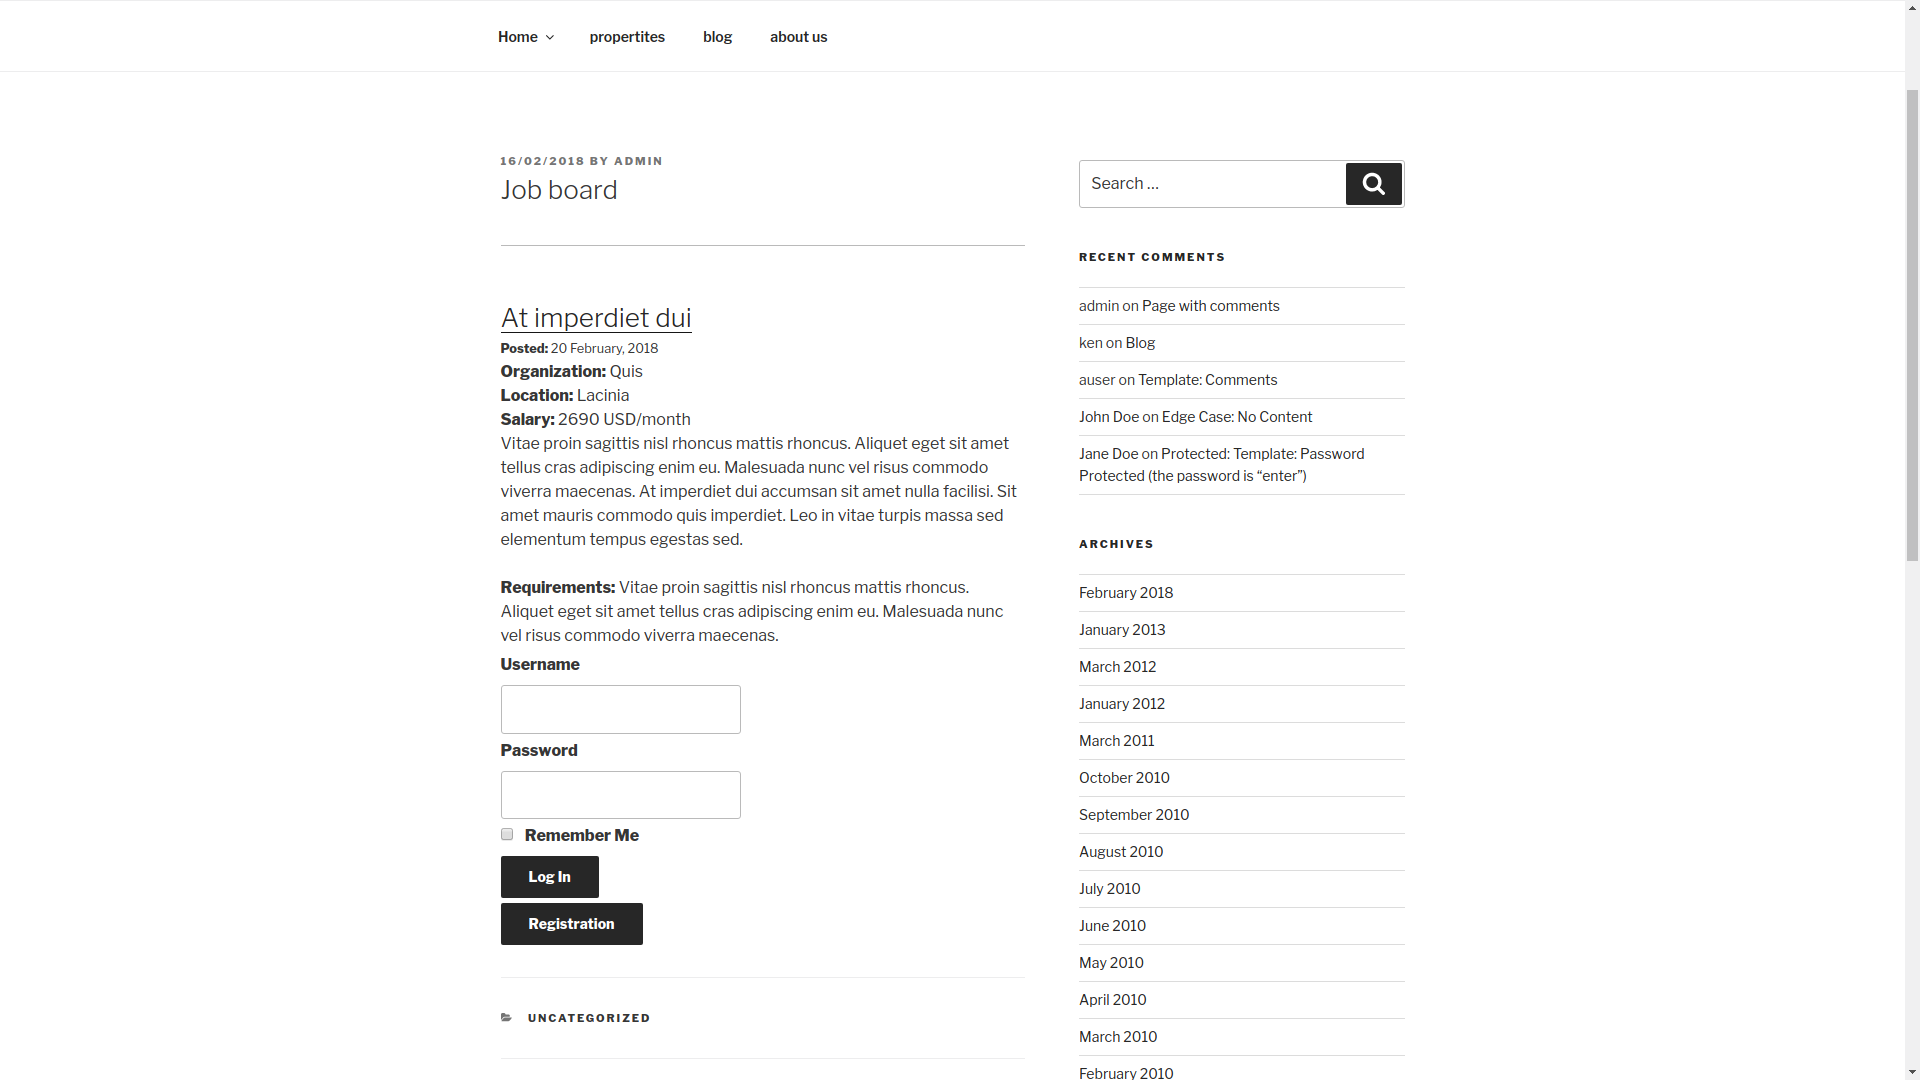 Home propertites blog about us
16/02/2018 BY ADMIN
Job board
At imperdiet dui
Posted: 20 February, 2018
Organization: Quis
Location: Lacinia
Salary: 2690 USD/month
Vitae proin sagittis nisl rhoncus mattis rhoncus. Aliquet eget sit amet
tellus cras adipiscing enim eu. Malesuada nunc vel risus commodo
viverra maecenas. At imperdiet dui accumsan sit amet nulla facilisi. Sit
amet mauris commodo quis imperdiet. Leo in vitae turpis massa sed
elementum tempus egestas sed.
Requirements: Vitae proin sagittis nisl rhoncus mattis rhoncus.
Aliquet eget sit amet tellus cras adipiscing enim eu. Malesuada nunc
vel risus commodo viverra maecenas.
Username
Password
Remember Me
Log In
Registration
UNCATEGORIZED
Search …
RECENT COMMENTS
admin on Page with comments
ken on Blog
auser on Template: Comments
John Doe on Edge Case: No Content
Jane Doe on Protected: Template: Password
Protected (the password is “enter”)
ARCHIVES
February 2018
January 2013
March 2012
January 2012
March 2011
October 2010
September 2010
August 2010
July 2010
June 2010
May 2010
April 2010
March 2010
February 2010